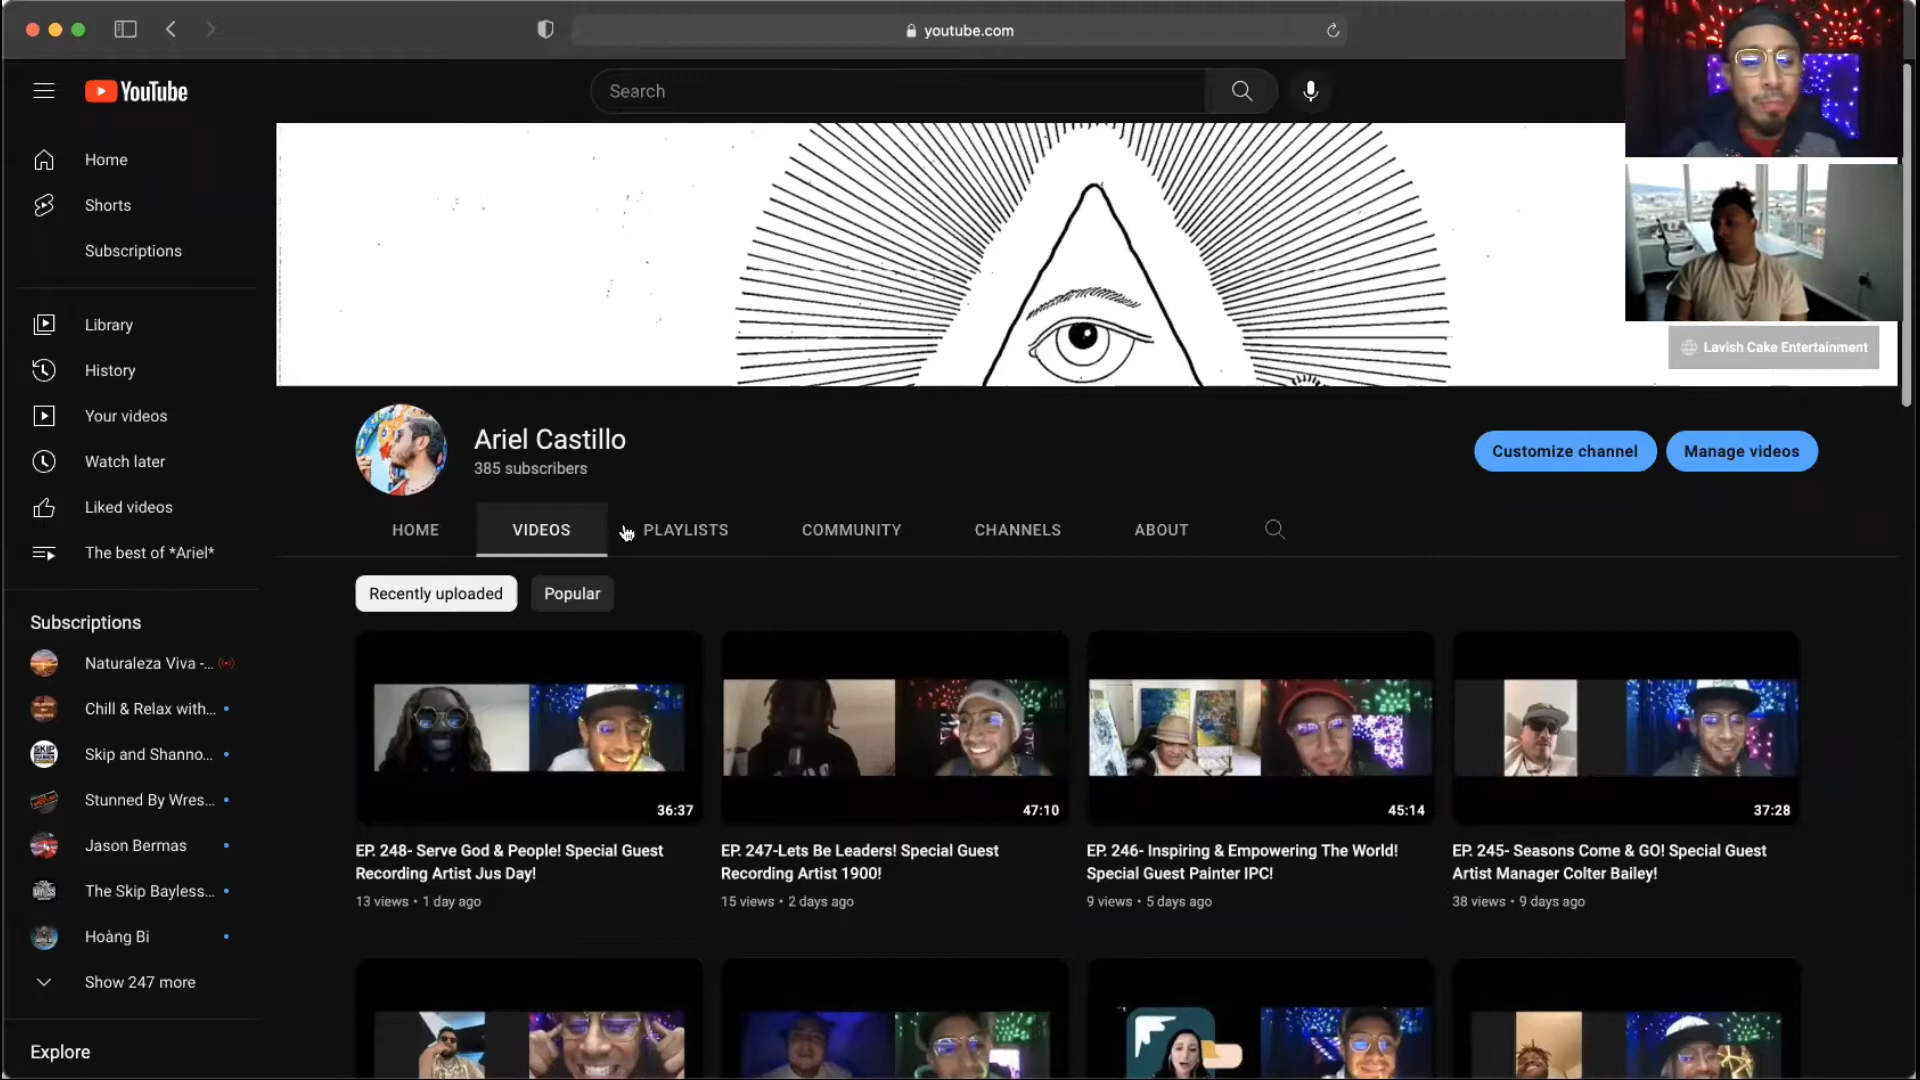 youtube.com
YouTube
Search
Home
Shorts
Subscriptions
Library
History
Your videos
Watch later
Liked videos
The best of *Ariel*
Subscriptions
Naturaleza Viva -...
Chill & Relax with...
Skip and Shanno...
Stunned By Wres...
Jason Bermas
The Skip Bayless...
Hoàng Bi
Show 247 more
Explore
Lavish Cake Entertainment
Ariel Castillo
385 subscribers
Customize channel
Manage videos
HOME
VIDEOS
PLAYLISTS
COMMUNITY
CHANNELS
ABOUT
Recently uploaded
Popular
36:37
EP. 248- Serve God & People! Special Guest
Recording Artist Jus Day!
13 views • 1 day ago
47:10
EP. 247-Lets Be Leaders! Special Guest
Recording Artist 1900!
15 views • 2 days ago
45:14
EP. 246- Inspiring & Empowering The World!
Special Guest Painter IPC!
9 views • 5 days ago
37:28
EP. 245- Seasons Come & GO! Special Guest
Artist Manager Colter Bailey!
38 views • 9 days ago